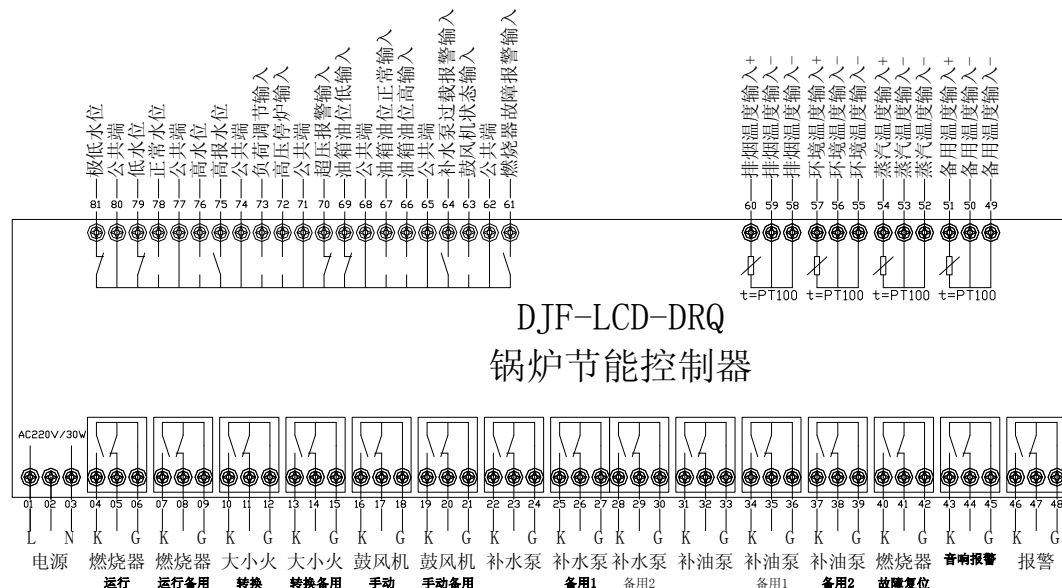 极低水位
公共端
低水位
正常水位
公共端
高水位
高报水位
公共端
负荷调节输入
高压停炉输入
公共端
超压报警输入
油箱油位低输入
公共端
油箱油位正常输入
油箱油位高输入
公共端
补水泵过载报警输入
鼓风机状态输入
公共端
燃烧器故障报警输入
排烟温度输入+
排烟温度输入-
排烟温度输入-
环境温度输入+
环境温度输入-
环境温度输入-
蒸汽温度输入+
蒸汽温度输入-
蒸汽温度输入-
备用温度输入+
备用温度输入-
备用温度输入-
81 80 79 78 77 76 75 74 73 72 71 70 69 68 67 66 65 64 63 62 61 60 59 58 57 56 55 54 53 52 51 50 49
t=PT100 t=PT100 t=PT100 t=PT100
DJF-LCD-DRQ
锅炉节能控制器
AC220V/30W
01 02 03 04 05 06 07 08 09 10 11 12 13 14 15 16 17 18 19 20 21 22 23 24 25 26 27 28 29 30 31 32 33 34 35 36 37 38 39 40 41 42 43 44 45 46 47 48
L N K G K G K G K G K G K G K G K G K G K G K G K G K G K G K G
电源 燃烧器 燃烧器 大小火 大小火 鼓风机 鼓风机 补水泵 补水泵 补水泵 补油泵 补油泵 补油泵 燃烧器 音响报警 报警
运行 运行备用 转换 转换备用 手动 手动备用 备用1 备用2 备用1 备用2 故障复位